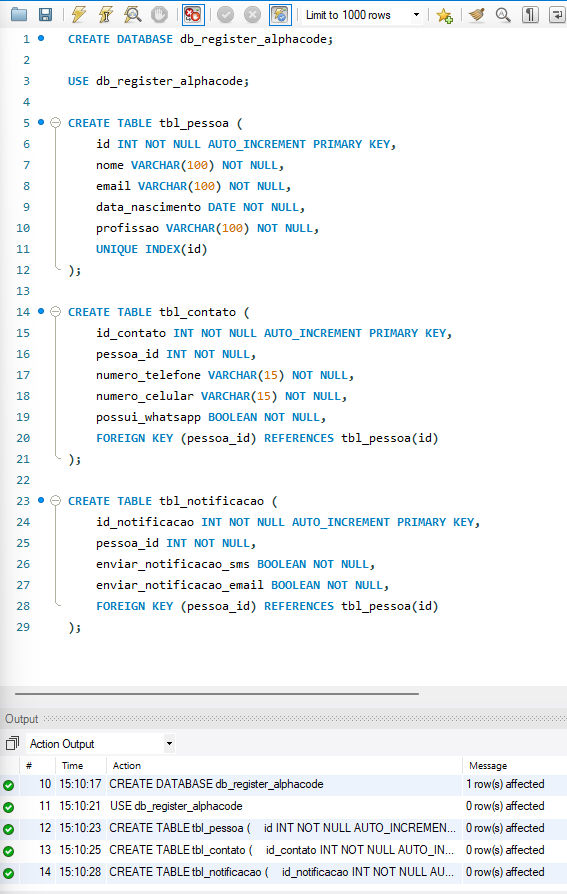 Limit to 1000 rows
1 CREATE DATABASE db_register_alphacode;
2
3 USE db_register_alphacode;
4
5 CREATE TABLE tbl_pessoa (
6 id INT NOT NULL AUTO_INCREMENT PRIMARY KEY,
7 nome VARCHAR(100) NOT NULL,
8 email VARCHAR(100) NOT NULL,
9 data_nascimento DATE NOT NULL,
10 profissao VARCHAR(100) NOT NULL,
11 UNIQUE INDEX(id)
12 );
13
14 CREATE TABLE tbl_contato (
15 id_contato INT NOT NULL AUTO_INCREMENT PRIMARY KEY,
16 pessoa_id INT NOT NULL,
17 numero_telefone VARCHAR(15) NOT NULL,
18 numero_celular VARCHAR(15) NOT NULL,
19 possui_whatsapp BOOLEAN NOT NULL,
20 FOREIGN KEY (pessoa_id) REFERENCES tbl_pessoa(id)
21 );
22
23 CREATE TABLE tbl_notificacao (
24 id_notificacao INT NOT NULL AUTO_INCREMENT PRIMARY KEY,
25 pessoa_id INT NOT NULL,
26 enviar_notificacao_sms BOOLEAN NOT NULL,
27 enviar_notificacao_email BOOLEAN NOT NULL,
28 FOREIGN KEY (pessoa_id) REFERENCES tbl_pessoa(id)
29 );
Output
Action Output
# Time Action Message
10 15:10:17 CREATE DATABASE db_register_alphacode 1 row(s) affected
11 15:10:21 USE db_register_alphacode 0 row(s) affected
12 15:10:23 CREATE TABLE tbl_pessoa ( id INT NOT NULL AUTO_INCREMEN... 0 row(s) affected
13 15:10:25 CREATE TABLE tbl_contato ( id_contato INT NOT NULL AUTO_IN... 0 row(s) affected
14 15:10:28 CREATE TABLE tbl_notificacao ( id_notificacao INT NOT NULL AU... 0 row(s) affected